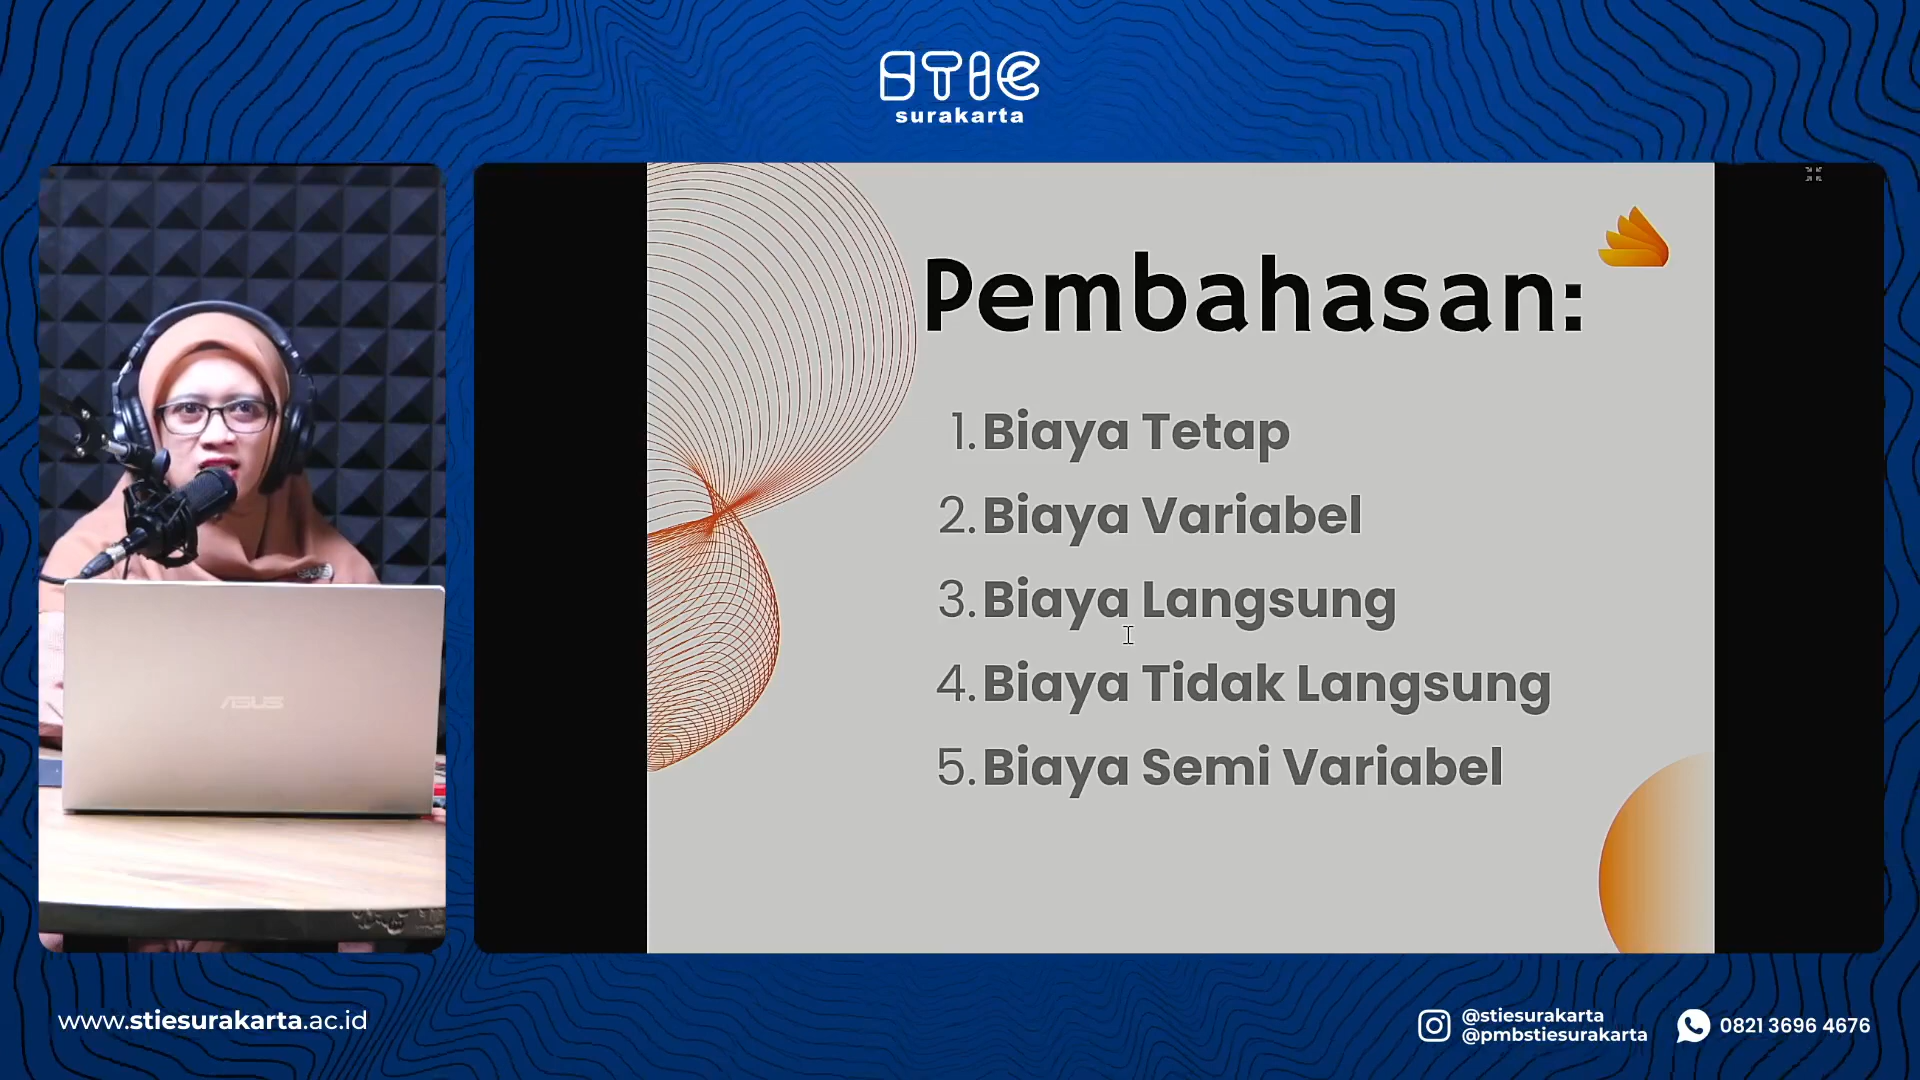 STIE
surakarta
Pembahasan:
1. Biaya Tetap
2. Biaya Variabel
3. Biaya Langsung
4. Biaya Tidak Langsung
5. Biaya Semi Variabel
ASUS
www.stiesurakarta.ac.id
@stiesurakarta
@pmbstiesurakarta
0821 3696 4676